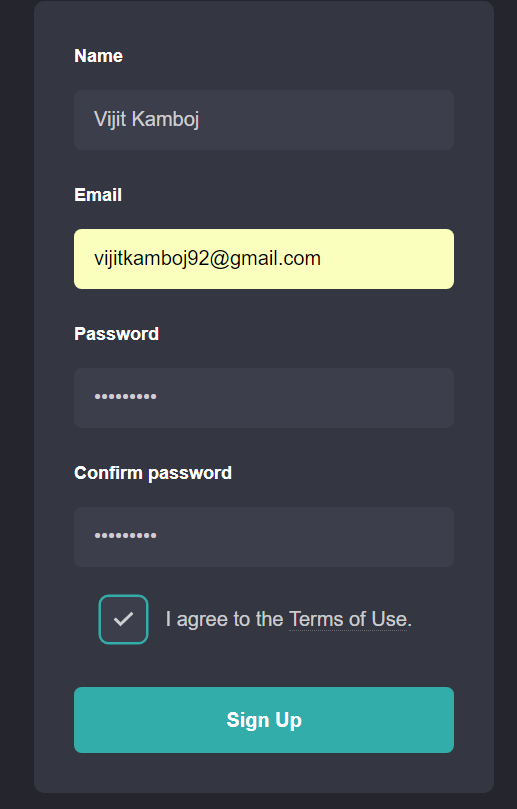 Name
Vijit Kamboj
Email
vijitkamboj92@gmail.com
Password
•••••••••
Confirm password
•••••••••
I agree to the Terms of Use.
Sign Up